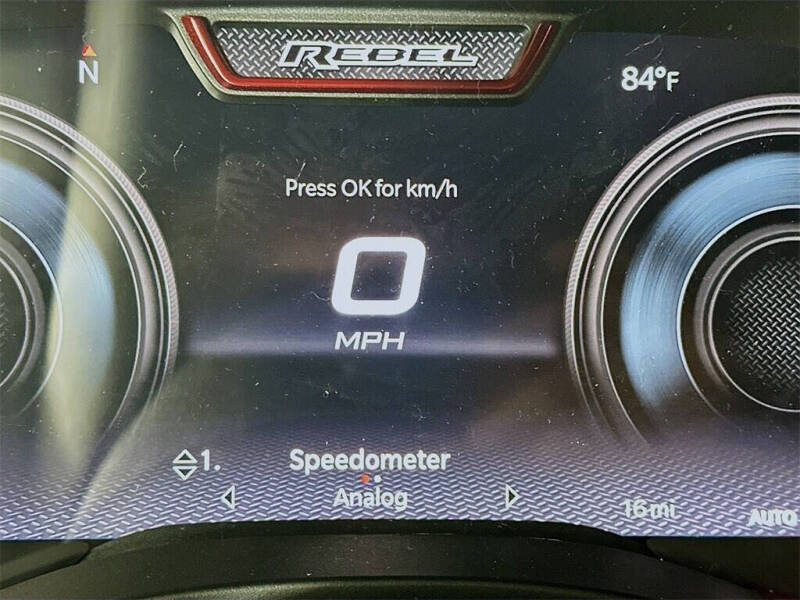 REBEL
N
84°F
Press OK for km/h
0
MPH
1. Speedometer
Analog
16 mi
AUTO